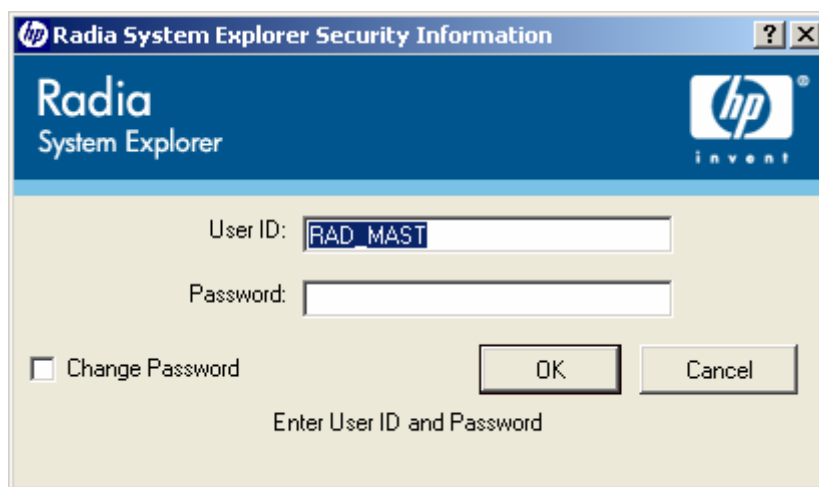 hp Radia System Explorer Security Information ? X
Radia
System Explorer
hp ®
invent
User ID: RAD_MAST
Password:
Change Password OK Cancel
Enter User ID and Password